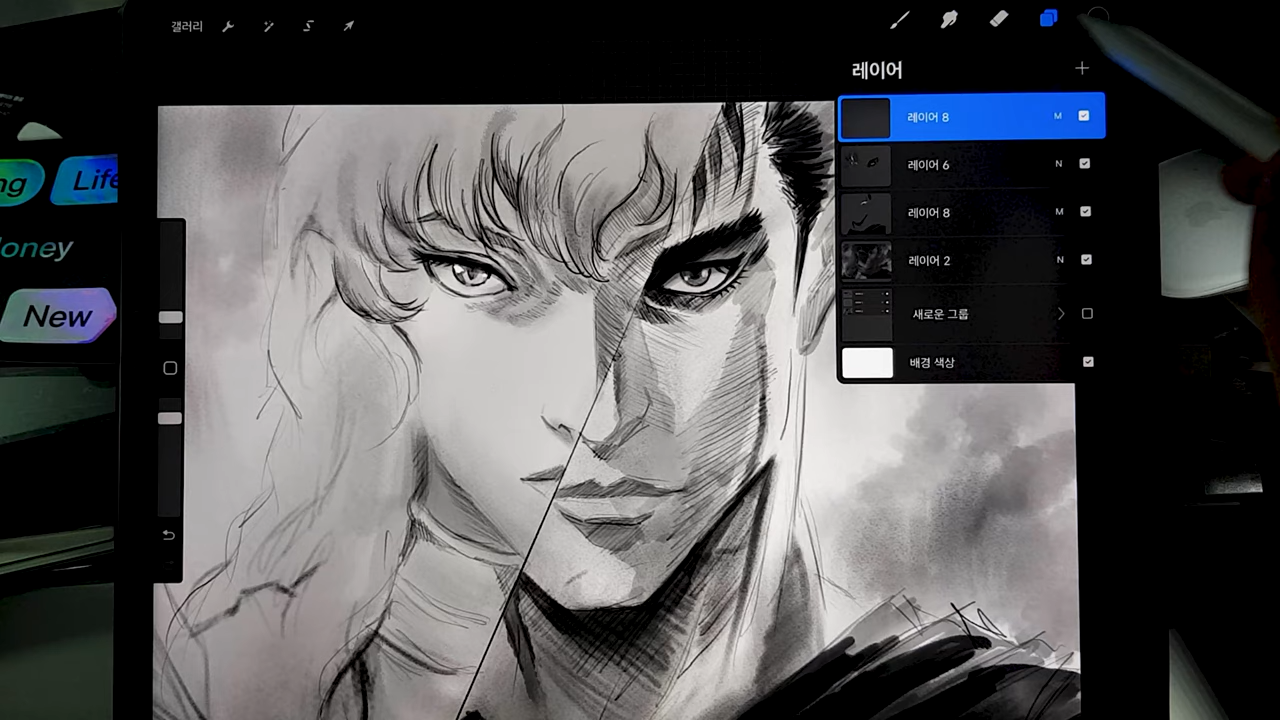 갤러리
레이어
레이어 8 M
레이어 6 N
레이어 8 M
레이어 2 N
새로운 그룹
배경 색상
ng
Life
oney
New